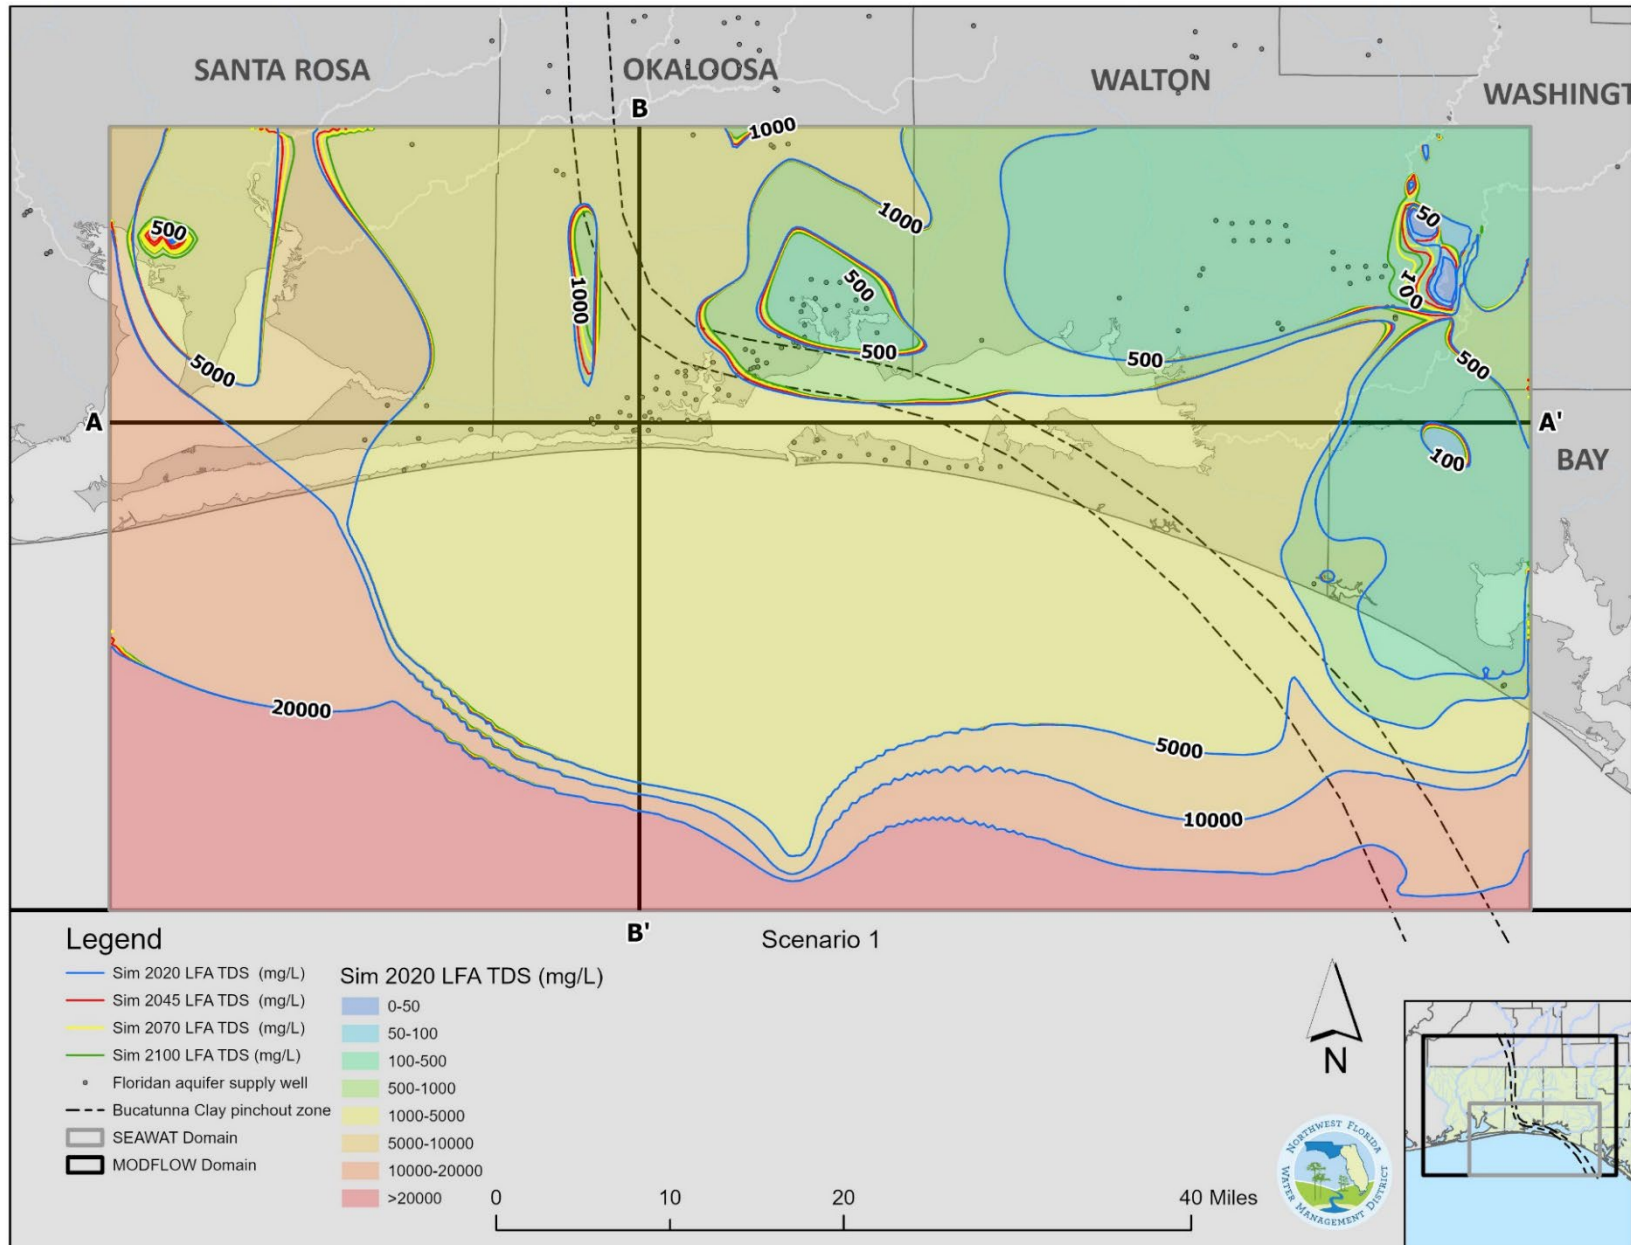 SANTA ROSA
OKALOOSA
WALTON
WASHINGT
B
1000
500
1000
50
1000
500
100
5000
500
500
500
A
A'
100
BAY
20000
5000
10000
B'
Scenario 1
Legend
Sim 2020 LFA TDS (mg/L)
Sim 2045 LFA TDS (mg/L)
Sim 2070 LFA TDS (mg/L)
Sim 2100 LFA TDS (mg/L)
Floridan aquifer supply well
Bucatunna Clay pinchout zone
SEAWAT Domain
MODFLOW Domain
Sim 2020 LFA TDS (mg/L)
0-50
50-100
100-500
500-1000
1000-5000
5000-10000
10000-20000
>20000
0 10 20 40 Miles
N
NORTHWEST FLORIDA
WATER MANAGEMENT DISTRICT